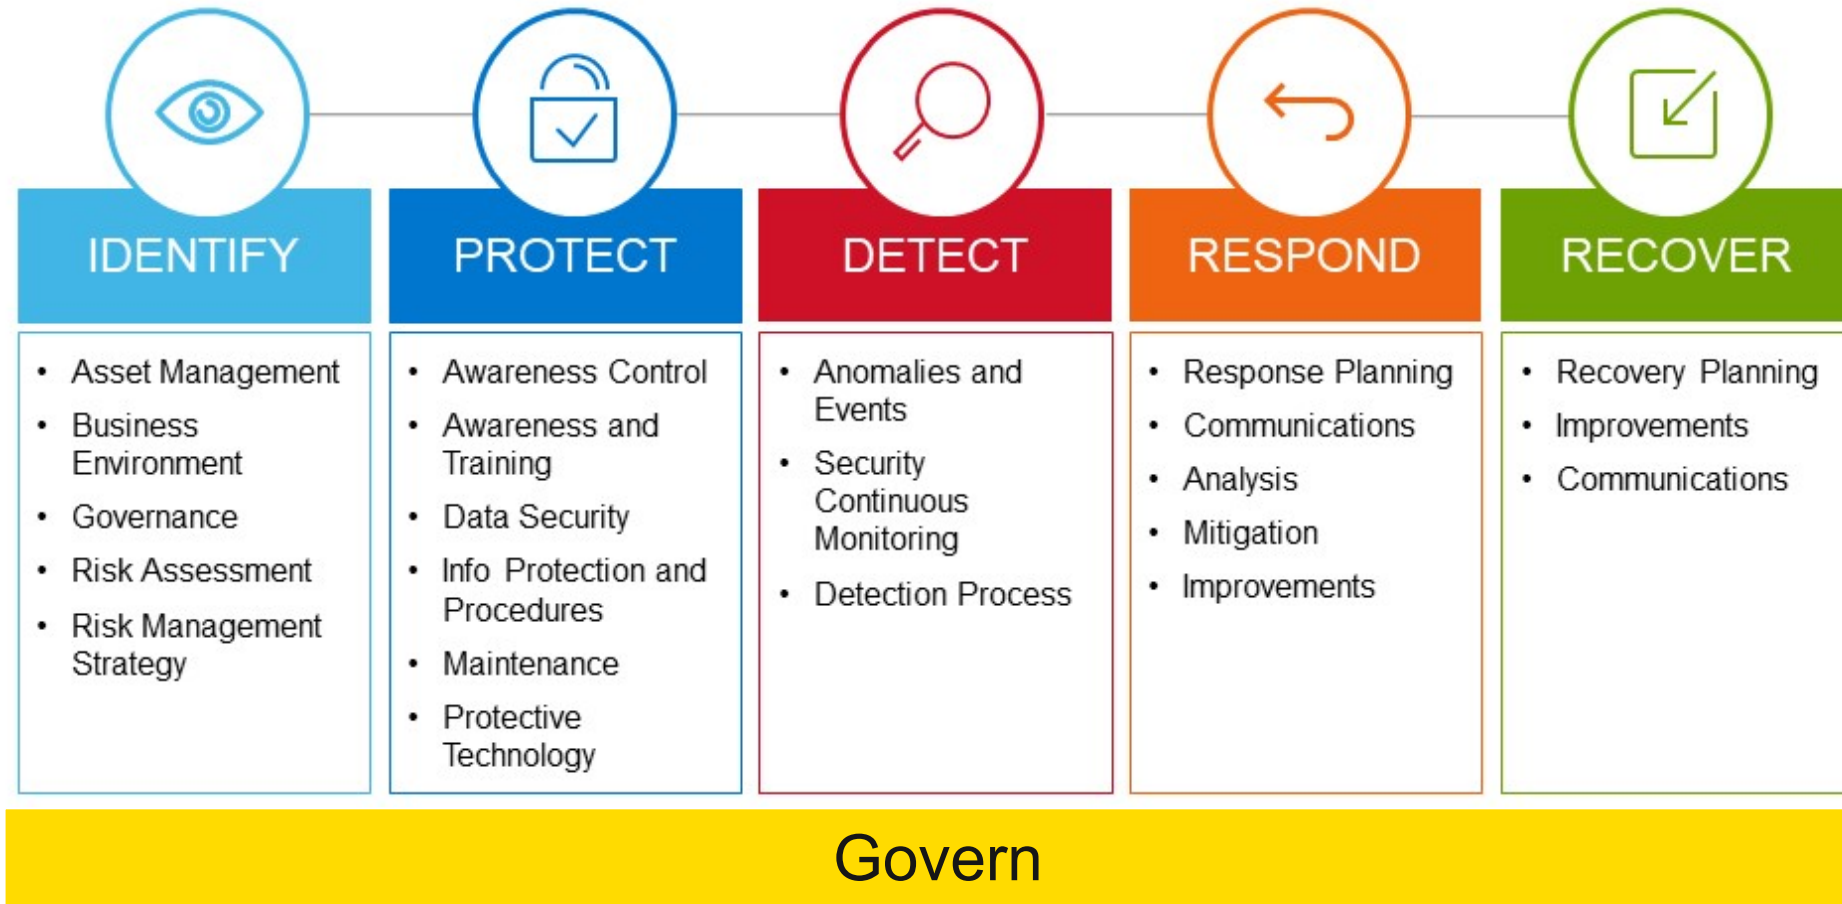 IDENTIFY
• Asset Management
• Business
Environment
• Governance
• Risk Assessment
• Risk Management
Strategy
PROTECT
• Awareness Control
• Awareness and
Training
• Data Security
• Info Protection and
Procedures
• Maintenance
• Protective
Technology
DETECT
• Anomalies and
Events
• Security
Continuous
Monitoring
• Detection Process
RESPOND
• Response Planning
• Communications
• Analysis
• Mitigation
• Improvements
RECOVER
• Recovery Planning
• Improvements
• Communications
Govern